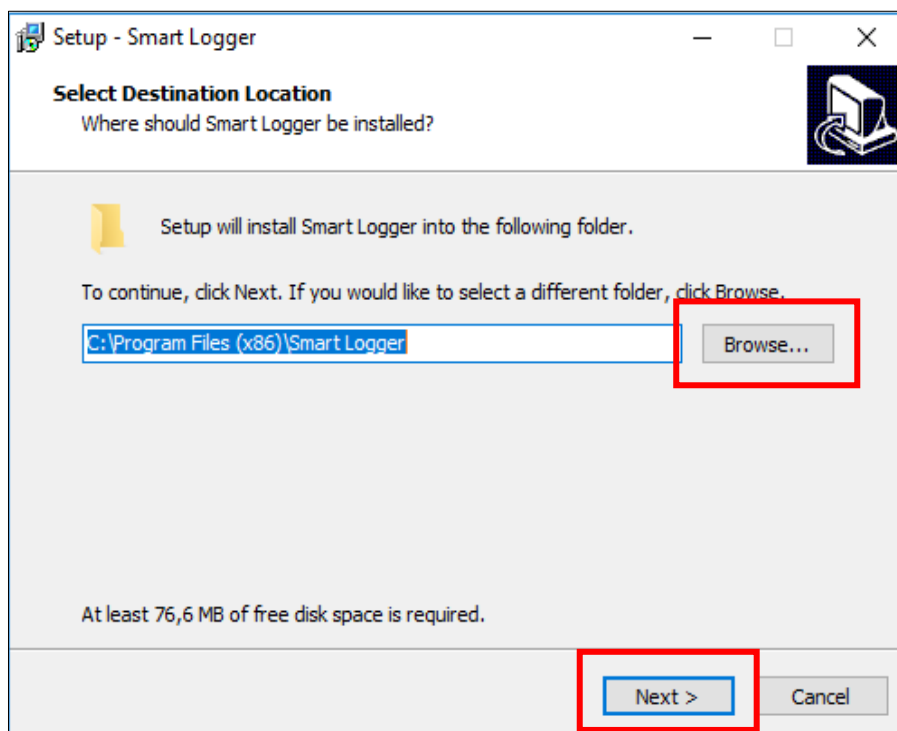 Setup - Smart Logger
Select Destination Location
Where should Smart Logger be installed?
Setup will install Smart Logger into the following folder.
To continue, click Next. If you would like to select a different folder, click Browse.
C:\Program Files (x86)\Smart Logger
Browse...
At least 76,6 MB of free disk space is required.
Next >
Cancel